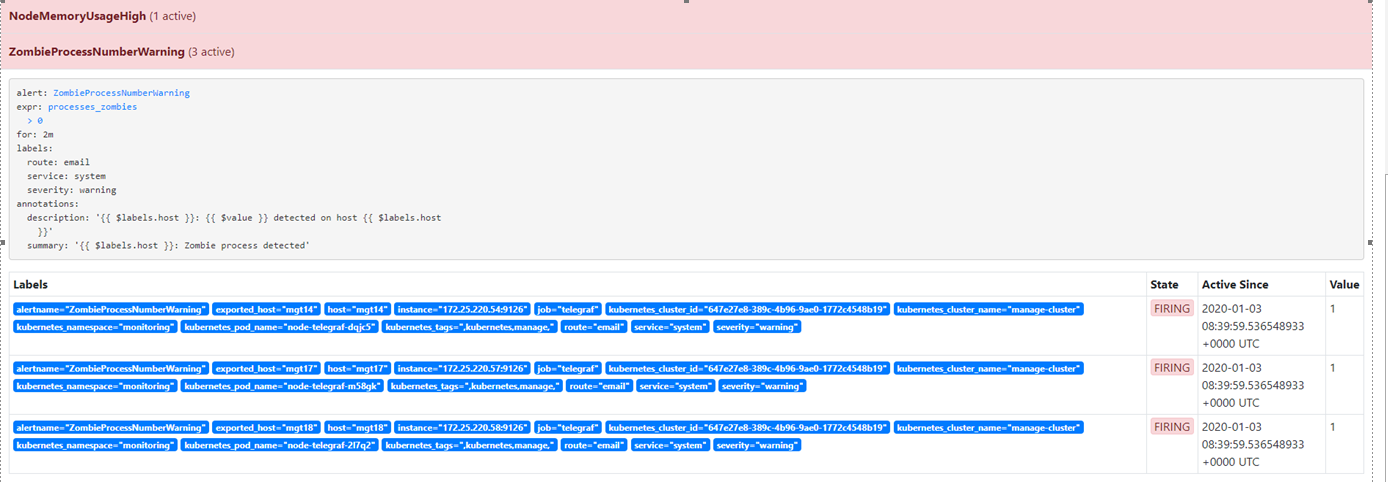 NodeMemoryUsageHigh (1 active)
ZombieProcessNumberWarning (3 active)
alert: ZombieProcessNumberWarning
expr: processes_zombies
  > 0
for: 2m
labels:
  route: email
  service: system
  severity: warning
annotations:
  description: '{{ $labels.host }}: {{ $value }} detected on host {{ $labels.host
    }}'
  summary: '{{ $labels.host }}: Zombie process detected'
Labels State Active Since Value
alertname="ZombieProcessNumberWarning" exported_host="mgt14" host="mgt14" instance="172.25.220.54:9126" job="telegraf" kubernetes_cluster_id="647e27e8-389c-4b96-9ae0-1772c4548b19" kubernetes_cluster_name="manage-cluster" FIRING 2020-01-03 1
kubernetes_namespace="monitoring" kubernetes_pod_name="node-telegraf-dqjc5" kubernetes_tags=",kubernetes,manage," route="email" service="system" severity="warning" 08:39:59.536548933
+0000 UTC
alertname="ZombieProcessNumberWarning" exported_host="mgt17" host="mgt17" instance="172.25.220.57:9126" job="telegraf" kubernetes_cluster_id="647e27e8-389c-4b96-9ae0-1772c4548b19" kubernetes_cluster_name="manage-cluster" FIRING 2020-01-03 1
kubernetes_namespace="monitoring" kubernetes_pod_name="node-telegraf-m58gk" kubernetes_tags=",kubernetes,manage," route="email" service="system" severity="warning" 08:39:59.536548933
+0000 UTC
alertname="ZombieProcessNumberWarning" exported_host="mgt18" host="mgt18" instance="172.25.220.58:9126" job="telegraf" kubernetes_cluster_id="647e27e8-389c-4b96-9ae0-1772c4548b19" kubernetes_cluster_name="manage-cluster" FIRING 2020-01-03 1
kubernetes_namespace="monitoring" kubernetes_pod_name="node-telegraf-2l7q2" kubernetes_tags=",kubernetes,manage," route="email" service="system" severity="warning" 08:39:59.536548933
+0000 UTC